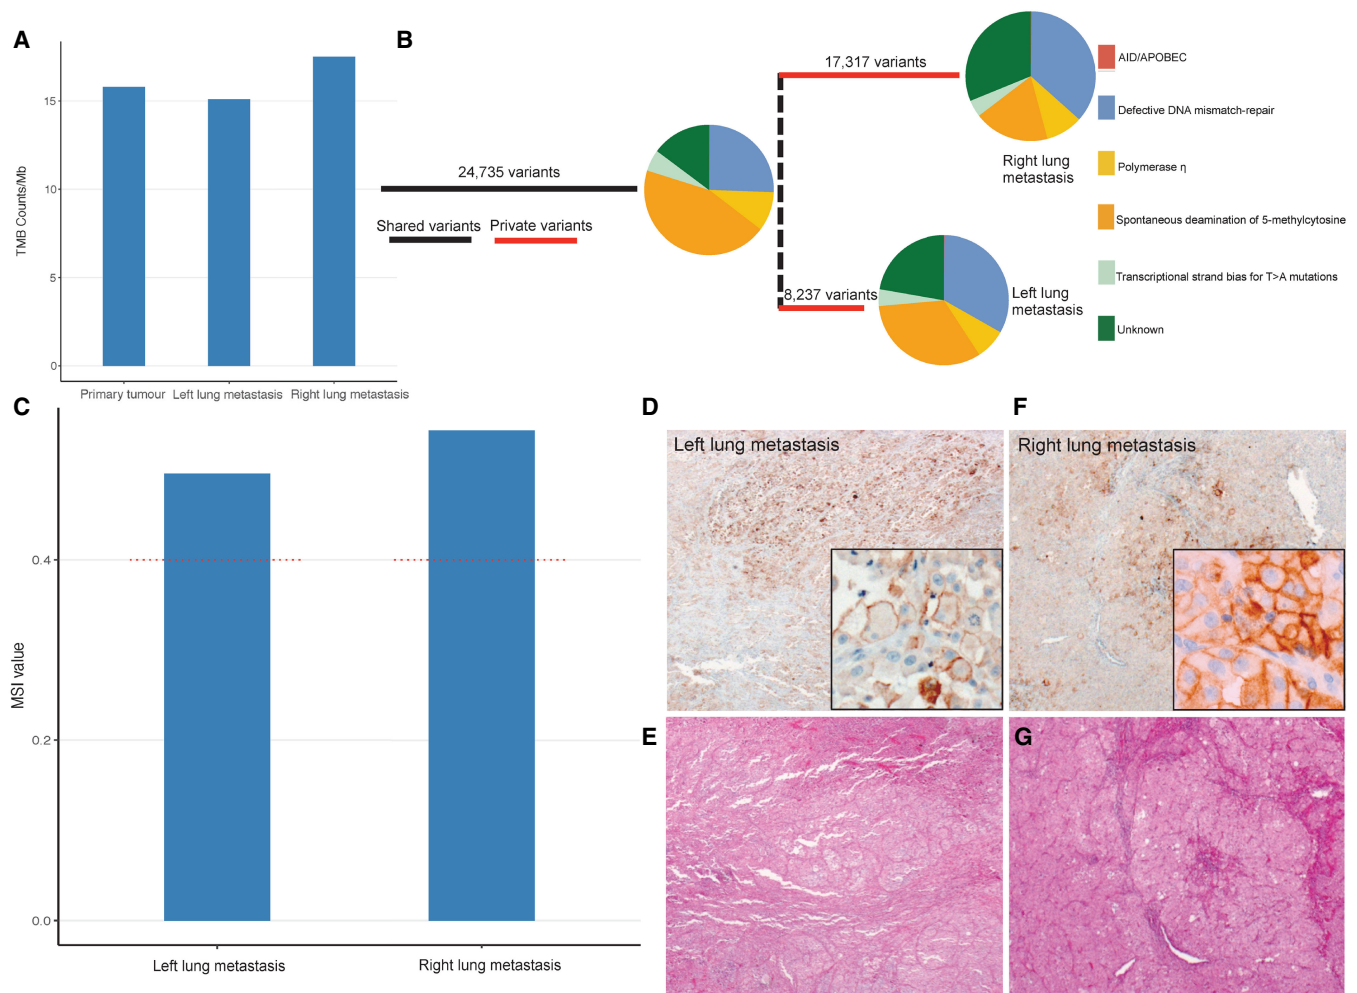 A
TMB Counts/Mb
15
10
5
0
Primary tumour
Left lung metastasis
Right lung metastasis
B
24,735 variants
Shared variants
Private variants
17,317 variants
Right lung
metastasis
8,237 variants
Left lung
metastasis
AID/APOBEC
Defective DNA mismatch-repair
Polymerase η
Spontaneous deamination of 5-methylcytosine
Transcriptional strand bias for T>A mutations
Unknown
C
MSI value
0.4
0.2
0.0
Left lung metastasis
Right lung metastasis
D
Left lung metastasis
F
Right lung metastasis
E
G